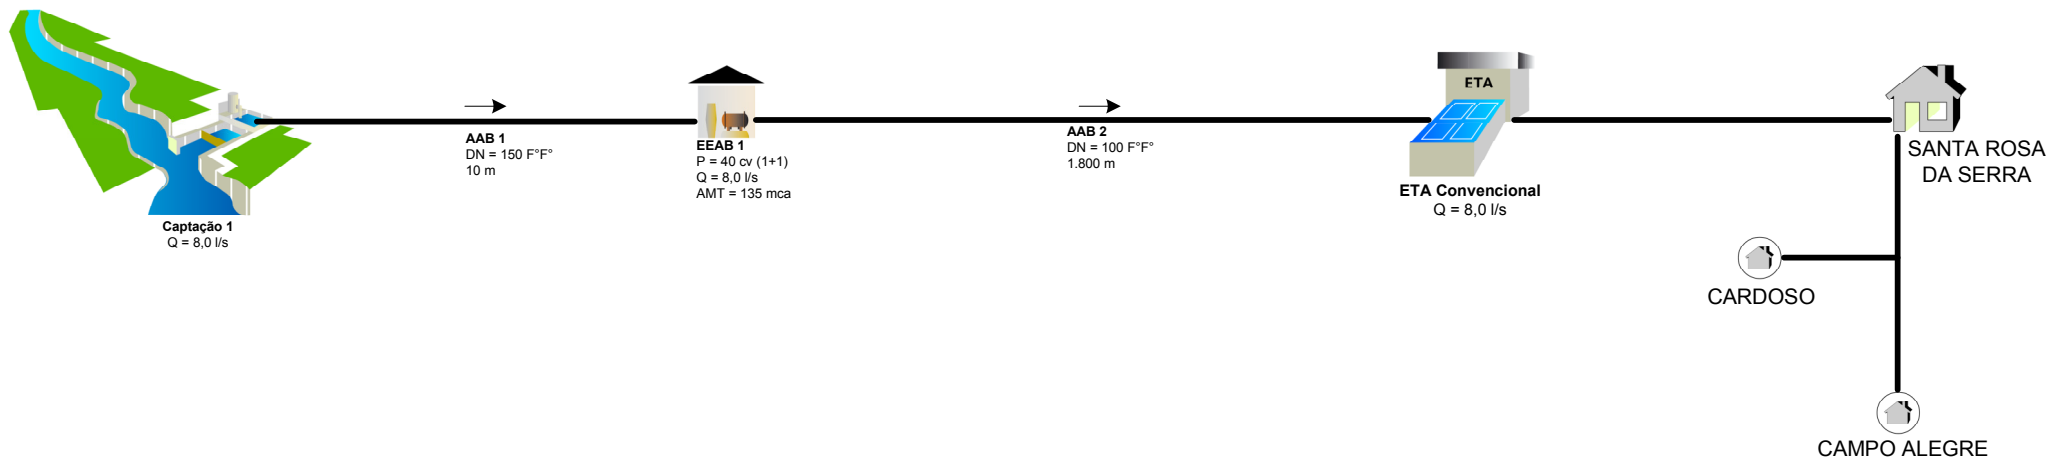 Captação 1
Q = 8,0 l/s
AAB 1
DN = 150 F°F°
10 m
EEAB 1
P = 40 cv (1+1)
Q = 8,0 l/s
AMT = 135 mca
AAB 2
DN = 100 F°F°
1.800 m
ETA
ETA Convencional
Q = 8,0 l/s
SANTA ROSA
DA SERRA
CARDOSO
CAMPO ALEGRE